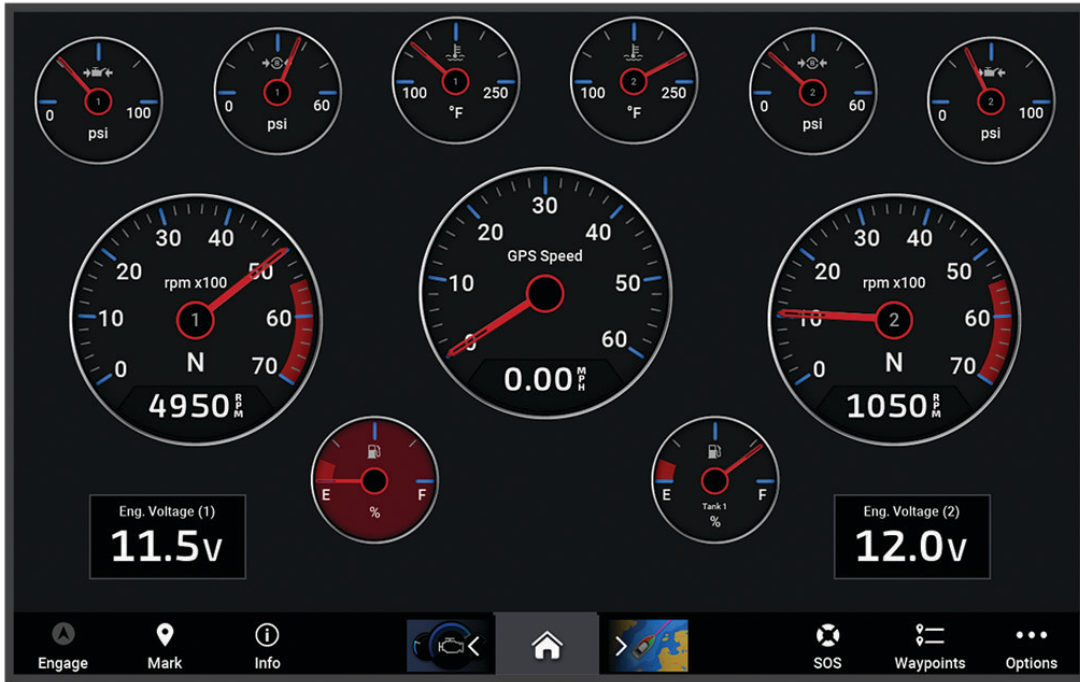 1
0 100
psi
0 60
1
psi
1
100 250
°F
2
100 250
°F
2
0 60
psi
2
0 100
psi
0 10 20 30 40 50 60 70
rpm x100
1
N
4950 RPM
0 10 20 30 40 50 60
GPS Speed
0.00 MPH
0 10 20 30 40 50 60 70
rpm x100
2
N
1050 RPM
E F
%
E F
Tank 1
%
Eng. Voltage (1)
11.5V
Eng. Voltage (2)
12.0V
Engage
Mark
Info
SOS
Waypoints
Options